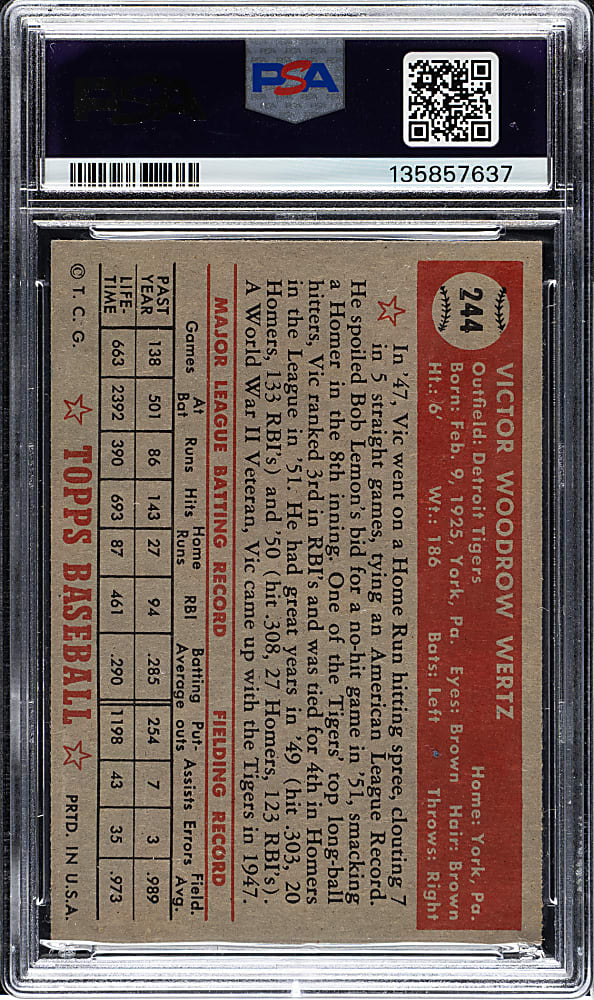 PSA
PSA
135857637
244
VICTOR WOODROW WERTZ
Outfield: Detroit Tigers Home: York, Pa.
Born: Feb. 9, 1925, York, Pa. Eyes: Brown Hair: Brown
Ht.: 6' Wt.: 186 Bats: Left Throws: Right
In '47, Vic went on a Home Run hitting spree, clouting 7
in 5 straight games, tying an American League Record.
He spoiled Bob Lemon's bid for a no-hit game in '51, smacking
a Homer in the 8th inning. One of the Tigers' top long-ball
hitters, Vic ranked 3rd in RBI's and was tied for 4th in Homers
in the League in '51. He had great years in '49 (hit .303, 20
Homers, 133 RBI's) and '50 (hit .308, 27 Homers, 123 RBI's).
A World War II Veteran, Vic came up with the Tigers in 1947.
MAJOR LEAGUE BATTING RECORD FIELDING RECORD
Games At Bat Runs Hits Home Runs RBI Batting Average Put-outs Assists Errors Field. Avg.
PAST YEAR 138 501 86 143 27 94 .285 254 7 3 .989
LIFE-TIME 663 2392 390 693 87 461 .290 1198 43 35 .973
© T. C. G. TOPPS BASEBALL PRTD. IN U.S.A.